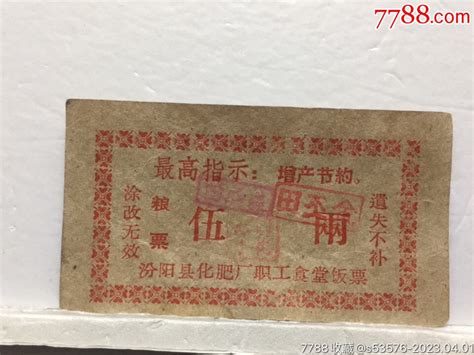 7788.com
最高指示：增产节约。
涂改无效
粮票
伍 兩
遗失不补
汾阳县化肥厂职工食堂饭票
7788收藏@s53576-2023.04.01